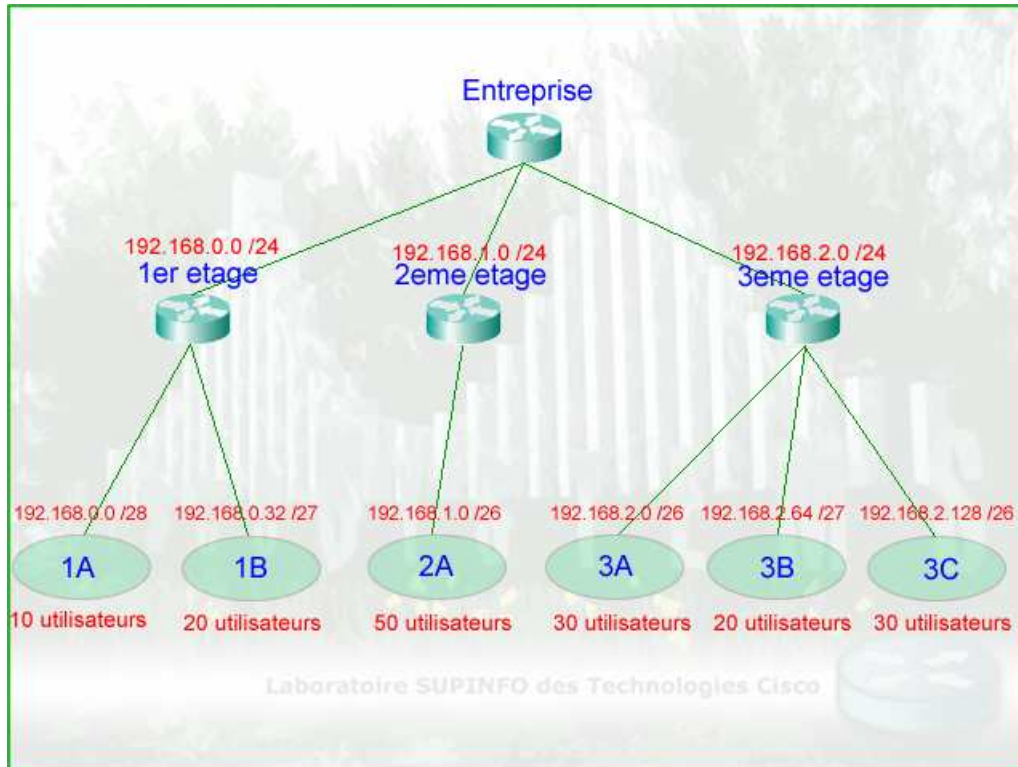 Entreprise
192.168.0.0 /24
1er etage
192.168.1.0 /24
2eme etage
192.168.2.0 /24
3eme etage
192.168.0.0 /28
192.168.0.32 /27
192.168.1.0 /26
192.168.2.0 /26
192.168.2.64 /27
192.168.2.128 /26
1A
1B
2A
3A
3B
3C
10 utilisateurs
20 utilisateurs
50 utilisateurs
30 utilisateurs
20 utilisateurs
30 utilisateurs
Laboratoire SUPINFO des Technologies Cisco